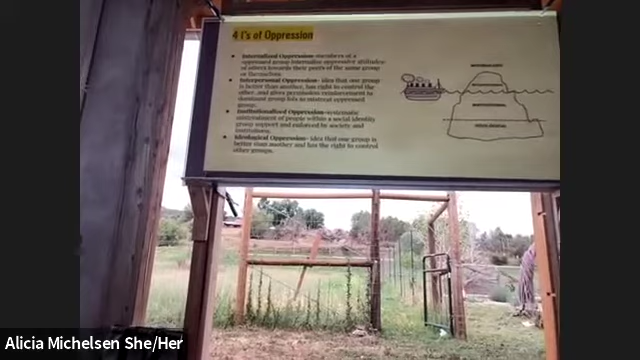 4 I's of Oppression
Internalized Oppression-members of a
oppressed group internalize oppressive attitudes
of others towards their peers of the same group
or themselves.
Interpersonal Oppression- idea that one group
is better than another, has right to control the
other, and gives permission/reinforcement to
dominant group
to mistreat oppressed
group.
Institutionalized Oppression-systematic
mistreatment of people within a social identity
group support and enforced by society and
institutions.
Ideological Oppression- idea that one group is
better than another and has the right to control
other groups.
Alicia Michelsen She/Her